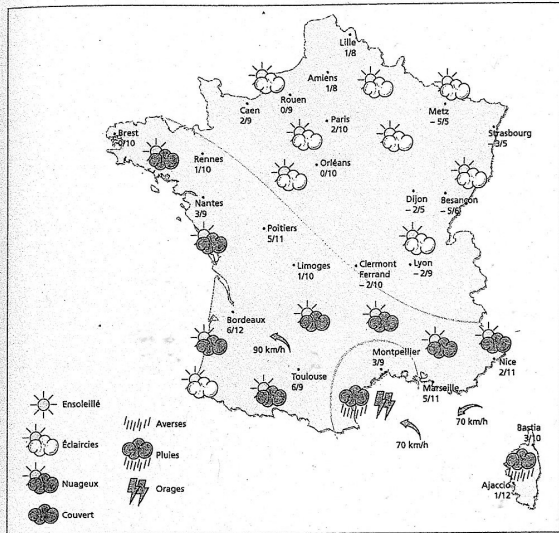 Lille
1/8
Amiens
1/8
Caen
2/9
Rouen
0/9
Paris
2/10
Metz
– 5/5
Strasbourg
– 3/5
Brest
0/10
Rennes
1/10
Orléans
0/10
Nantes
3/9
Dijon
– 2/5
Besançon
– 5/6
Poitiers
5/11
Limoges
1/10
Clermont
Ferrand
– 2/10
Lyon
– 2/9
Bordeaux
6/12
90 km/h
Toulouse
6/9
Montpellier
3/9
Marseille
5/11
Nice
2/11
70 km/h
70 km/h
Bastia
3/10
Ajaccio
1/12
Ensoleillé
Éclaircies
Nuageux
Couvert
Averses
Pluies
Orages